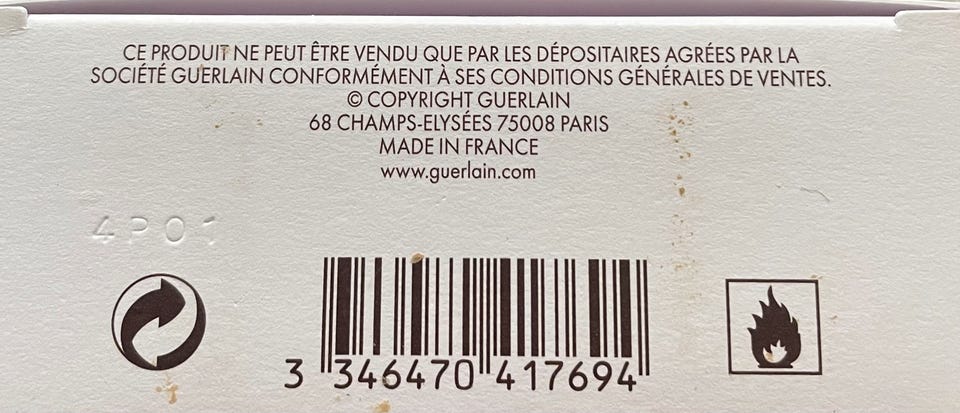 CE PRODUIT NE PEUT ÊTRE VENDU QUE PAR LES DÉPOSITAIRES AGRÉES PAR LA
SOCIÉTÉ GUERLAIN CONFORMÉMENT À SES CONDITIONS GÉNÉRALES DE VENTES.
© COPYRIGHT GUERLAIN
68 CHAMPS-ELYSÉES 75008 PARIS
MADE IN FRANCE
www.guerlain.com
4P01
3 346470 417694